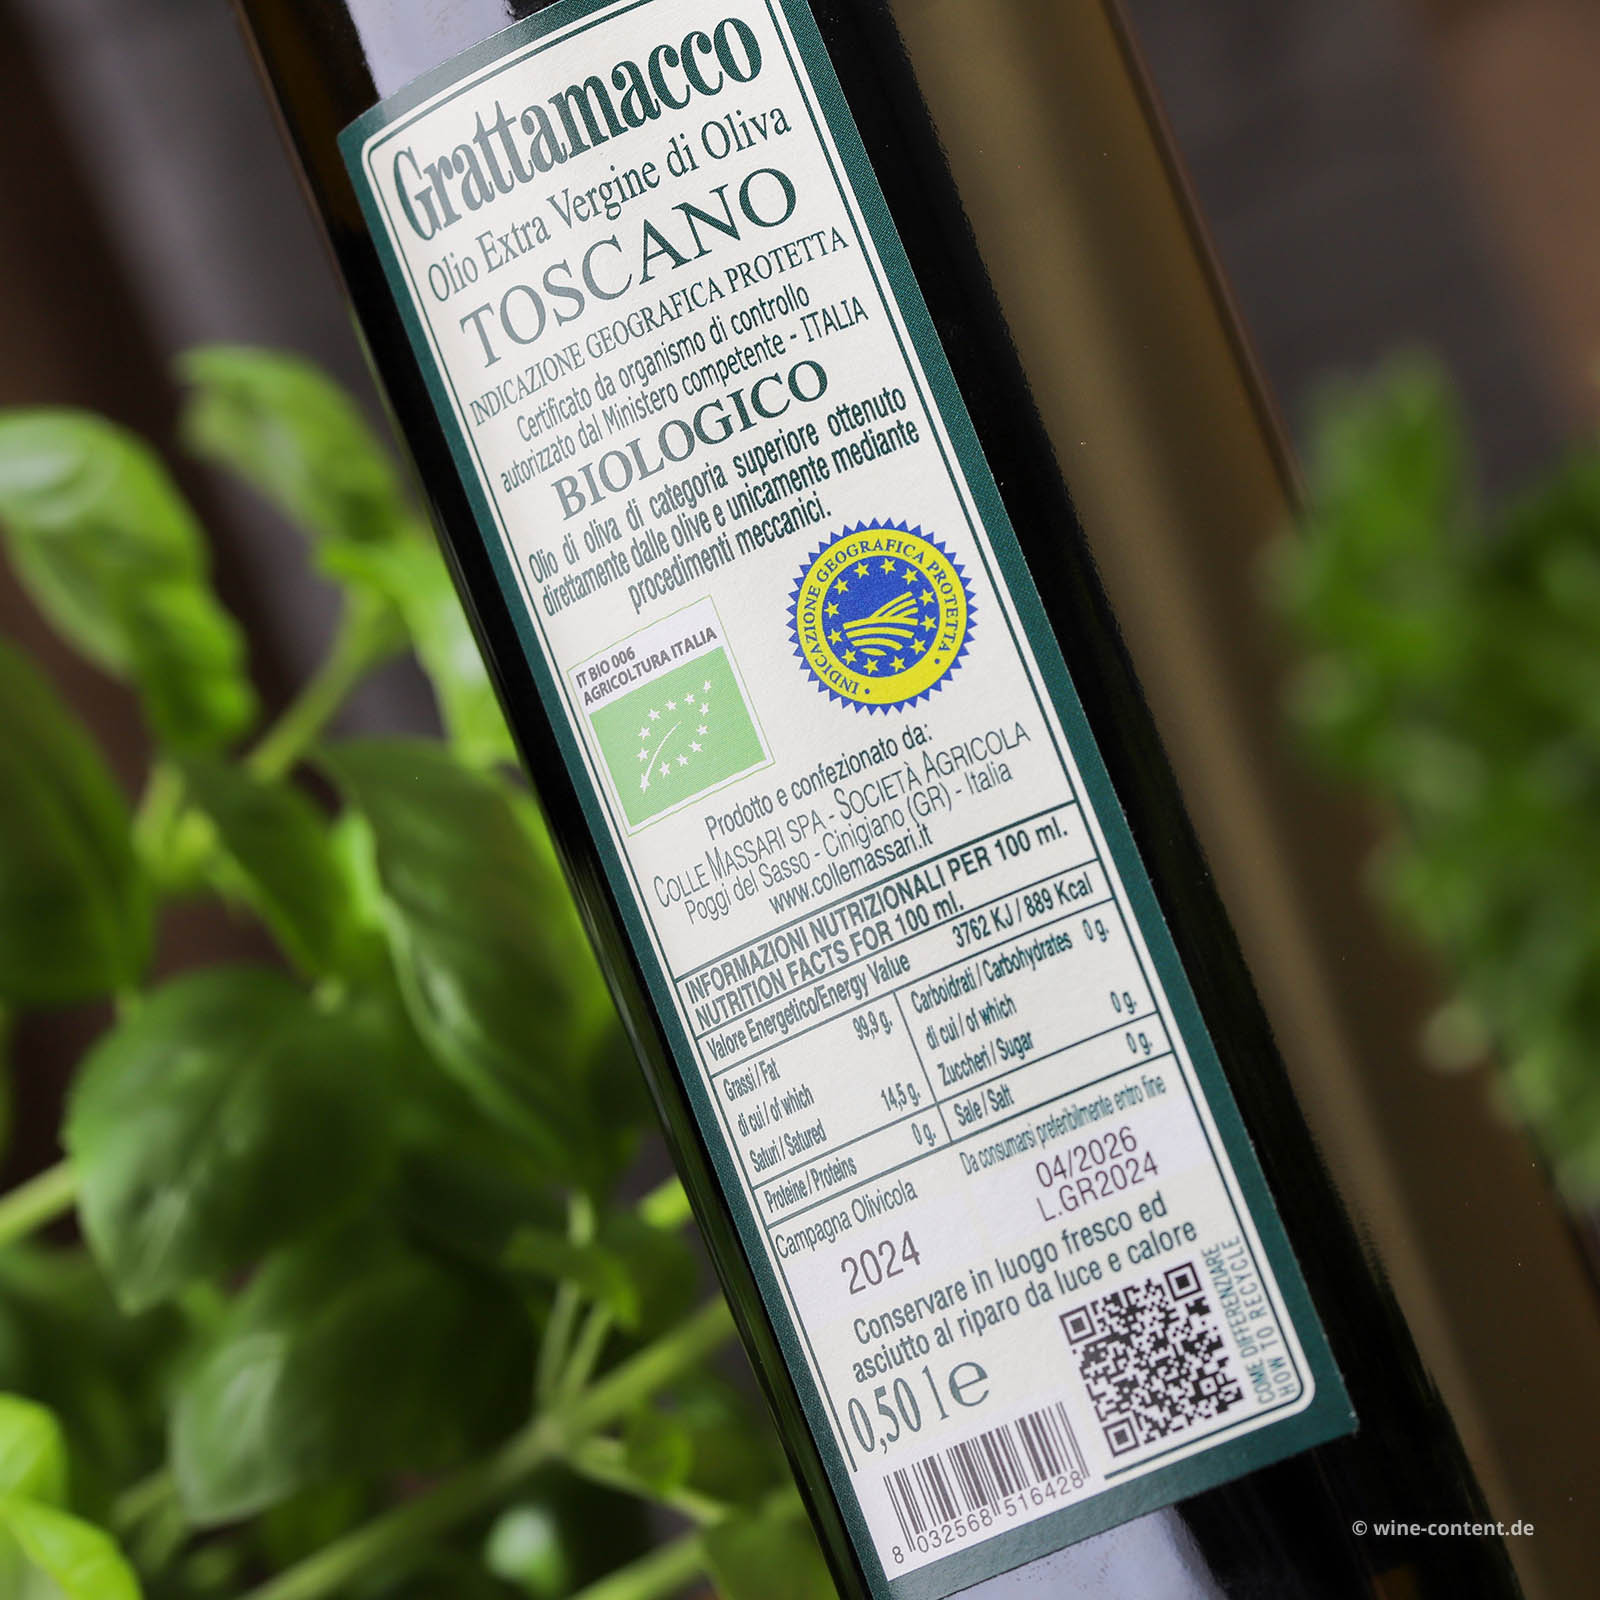 Grattamacco
Olio Extra Vergine di Oliva
TOSCANO
INDICAZIONE GEOGRAFICA PROTETTA
Certificato da organismo di controllo
autorizzato dal Ministero competente - ITALIA
BIOLOGICO
Olio di oliva di categoria superiore ottenuto
direttamente dalle olive e unicamente mediante
procedimenti meccanici.
IT BIO 006
AGRICOLTURA ITALIA
• INDICAZIONE GEOGRAFICA PROTETTA •
Prodotto e confezionato da:
COLLE MASSARI SPA - SOCIETÀ AGRICOLA
Poggi del Sasso - Cinigiano (GR) - Italia
www.collemassari.it
INFORMAZIONI NUTRIZIONALI PER 100 ml.
NUTRITION FACTS FOR 100 ml.
Valore Energetico/Energy Value 3762 KJ / 889 Kcal
Grassi / Fat 99,9 g.
di cui / of which
Saturi / Satured 14,5 g.
Proteine / Proteins 0 g.
Carboidrati / Carbohydrates 0 g.
di cui / of which
Zuccheri / Sugar 0 g.
Sale / Salt 0 g.
Campagna Olivicola
2024
Da consumarsi preferibilmente entro fine
04/2026
L.GR2024
Conservare in luogo fresco ed
asciutto al riparo da luce e calore
0,50 l e
COME DIFFERENZIARE
HOW TO RECYCLE
8 032568 516428
© wine-content.de